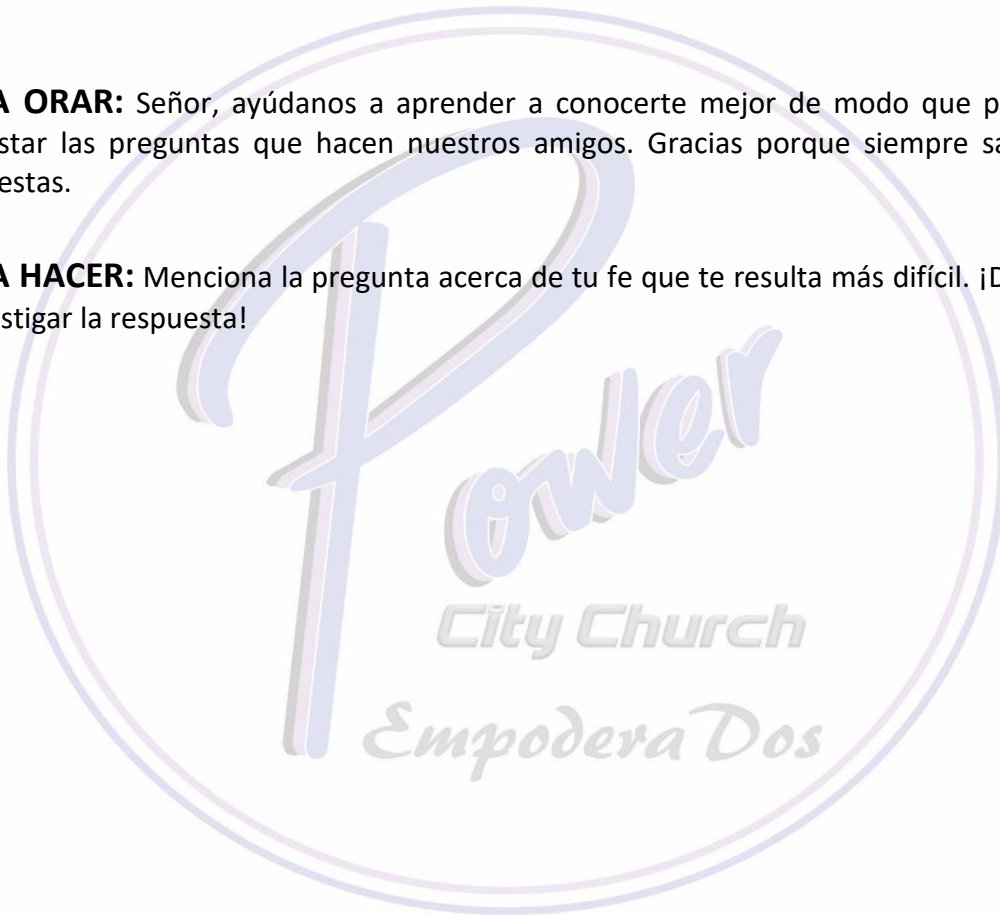 A ORAR: Señor, ayúdanos a aprender a conocerte mejor de modo que p
star las preguntas que hacen nuestros amigos. Gracias porque siempre sa
estas.
A HACER: Menciona la pregunta acerca de tu fe que te resulta más difícil. ¡D
stigar la respuesta!
Power
City Church
EmpoderaDos